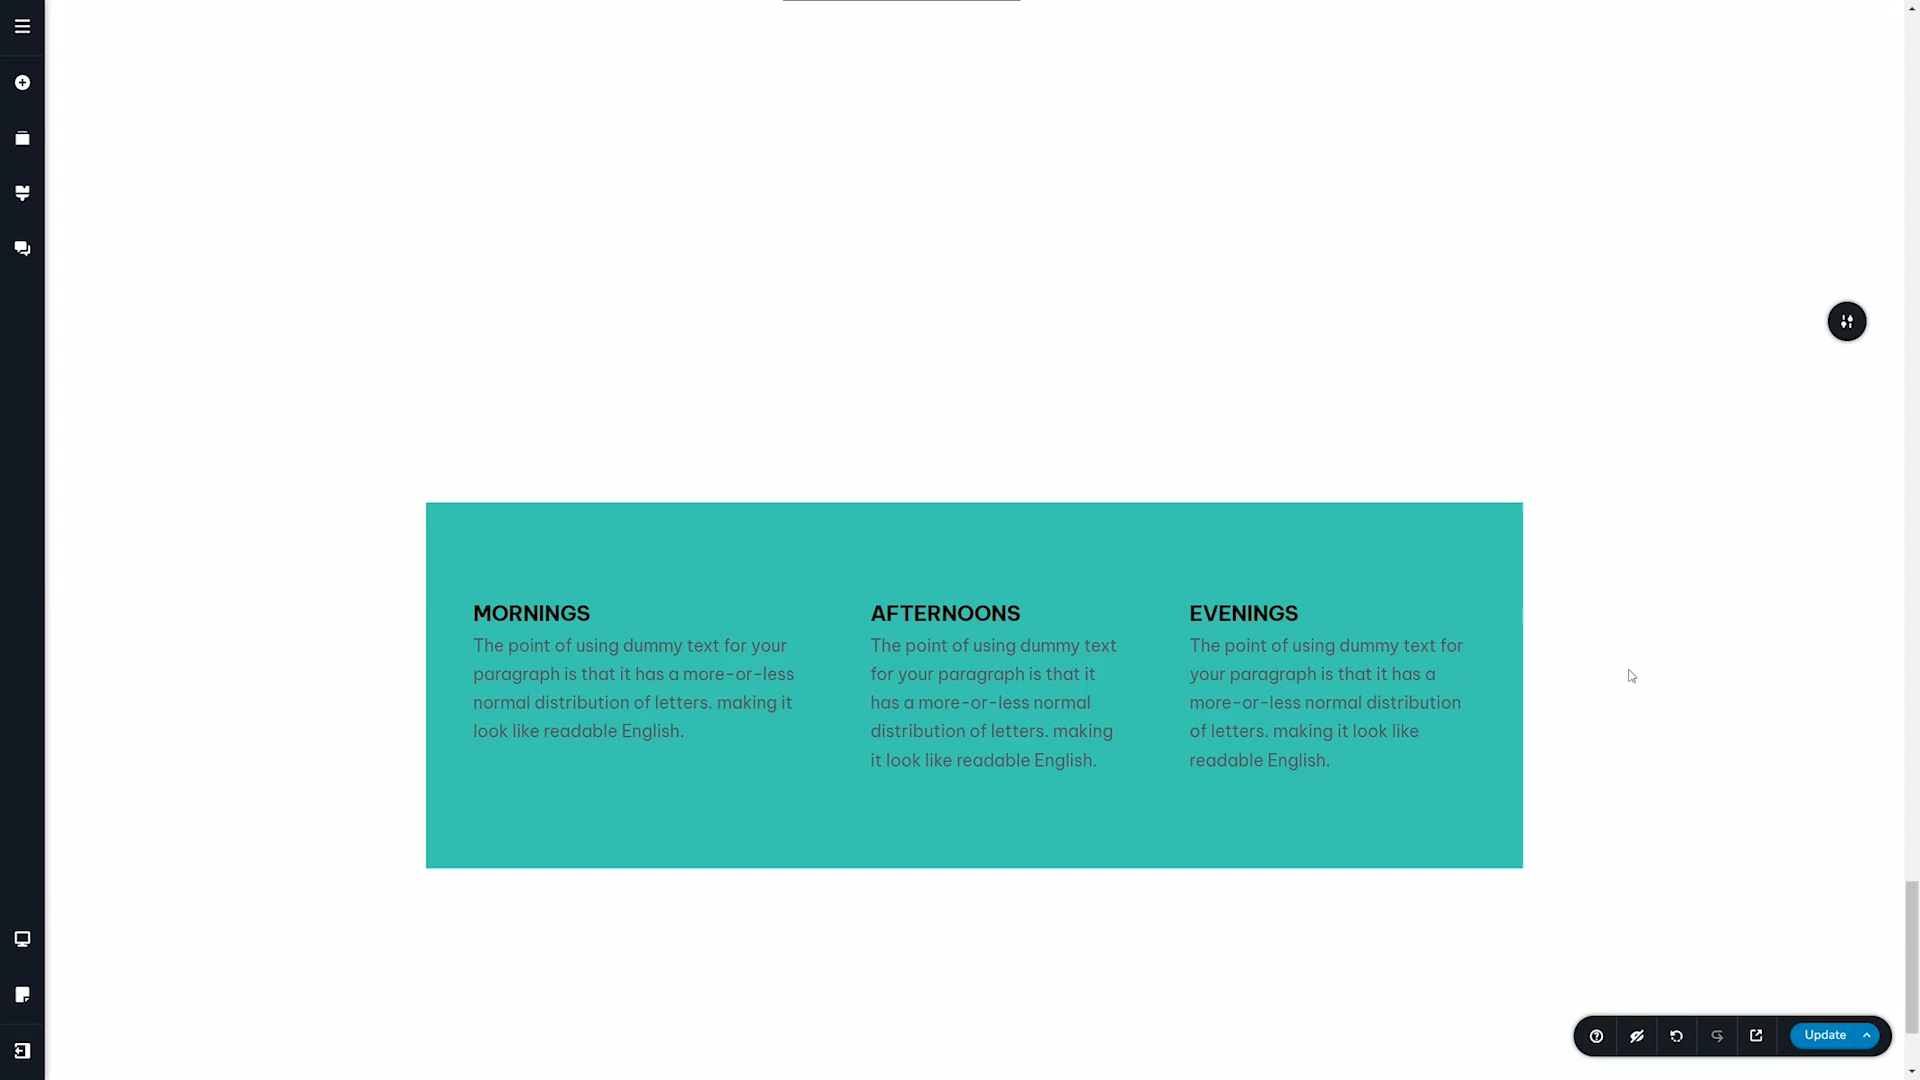 MORNINGS
The point of using dummy text for your
paragraph is that it has a more-or-less
normal distribution of letters. making it
look like readable English.
AFTERNOONS
The point of using dummy text
for your paragraph is that it
has a more-or-less normal
distribution of letters. making
it look like readable English.
EVENINGS
The point of using dummy text for
your paragraph is that it has a
more-or-less normal distribution
of letters. making it look like
readable English.
Update